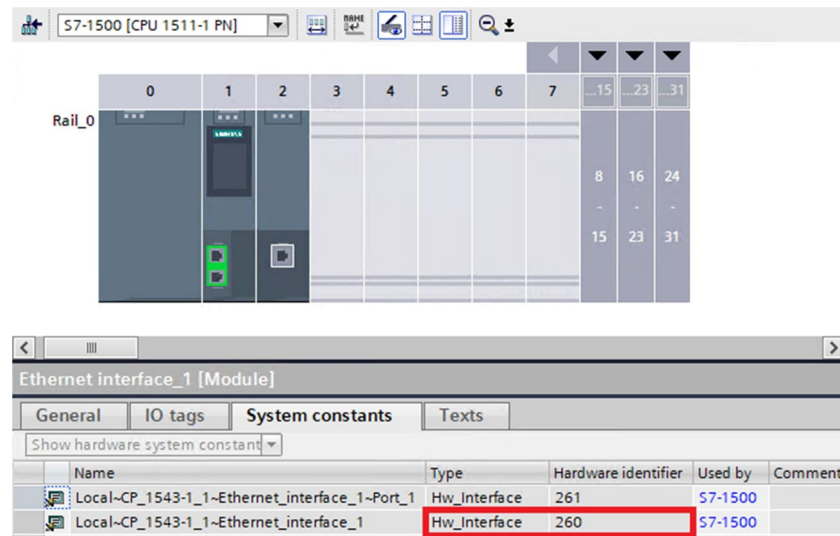 S7-1500 [CPU 1511-1 PN]
NAME
0 1 2 3 4 5 6 7 ...15 ...23 ...31
Rail_0
SIEMENS
8 16 24
- - -
15 23 31
Ethernet interface_1 [Module]
General IO tags System constants Texts
Show hardware system constant
Name Type Hardware identifier Used by Comment
Local~CP_1543-1_1~Ethernet_interface_1~Port_1 Hw_Interface 261 S7-1500
Local~CP_1543-1_1~Ethernet_interface_1 Hw_Interface 260 S7-1500